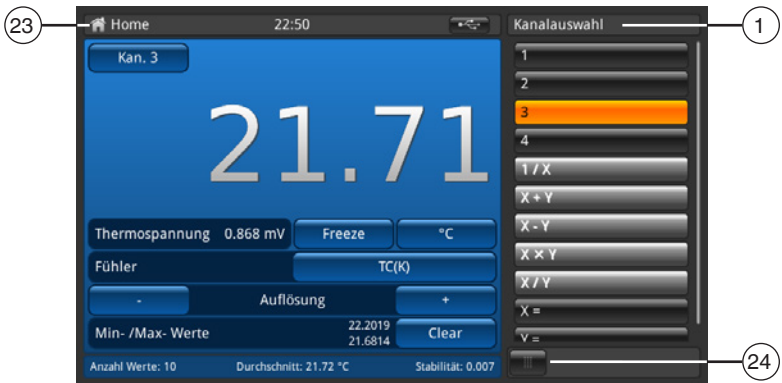 23
Home 22:50
Kanalauswahl
1
Kan. 3
21.71
Thermospannung 0.868 mV Freeze °C
Fühler TC(K)
- Auflösung +
Min- /Max- Werte 22.2019 Clear
21.6814
Anzahl Werte: 10 Durchschnitt: 21.72 °C Stabilität: 0.007
1
2
3
4
1 / X
X + Y
X - Y
X × Y
X / Y
X =
Y =
24